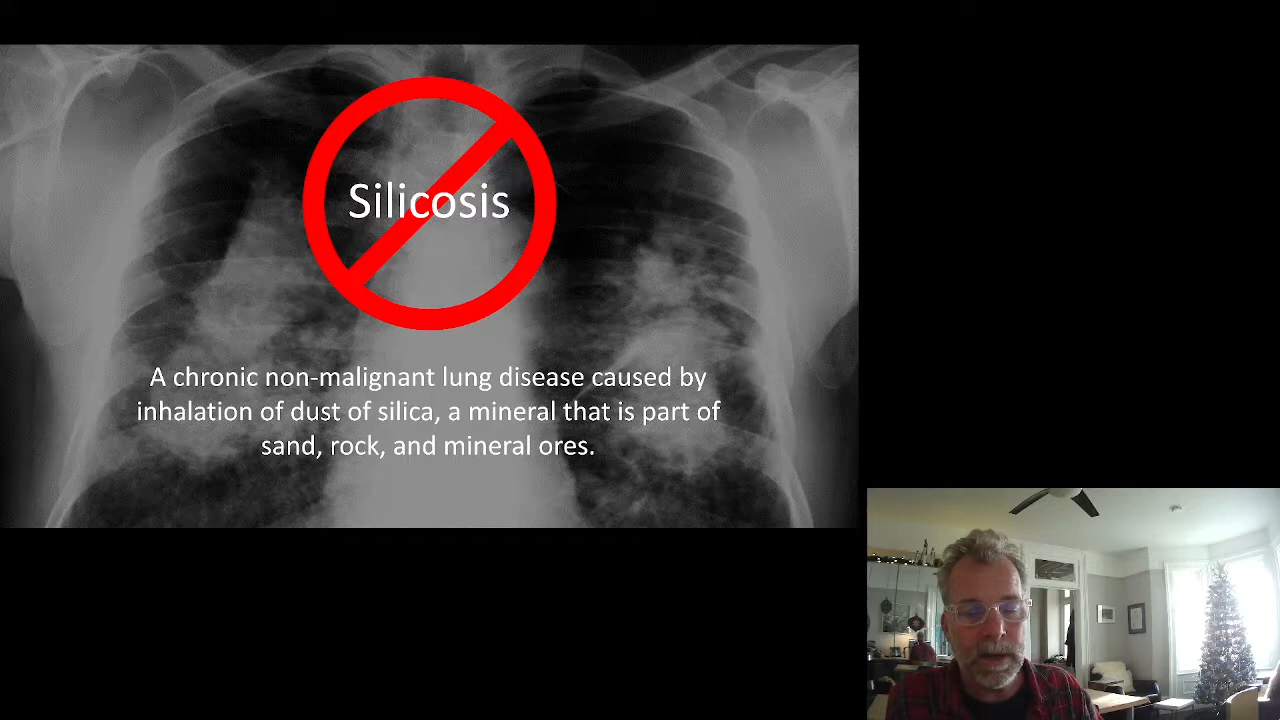 Silicosis
A chronic non-malignant lung disease caused by
inhalation of dust of silica, a mineral that is part of
sand, rock, and mineral ores.